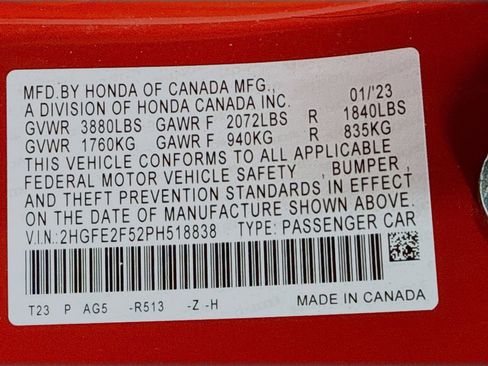 MFD.BY HONDA OF CANADA MFG.,
A DIVISION OF HONDA CANADA INC. 01/'23
GVWR 3880LBS GAWR F 2072LBS R 1840LBS
GVWR 1760KG GAWR F 940KG R 835KG
THIS VEHICLE CONFORMS TO ALL APPLICABLE
FEDERAL MOTOR VEHICLE SAFETY , BUMPER ,
AND THEFT PREVENTION STANDARDS IN EFFECT
ON THE DATE OF MANUFACTURE SHOWN ABOVE.
V.I.N: 2HGFE2F52PH518838 TYPE: PASSENGER CAR
T23 P AG5 -R513 -Z -H MADE IN CANADA